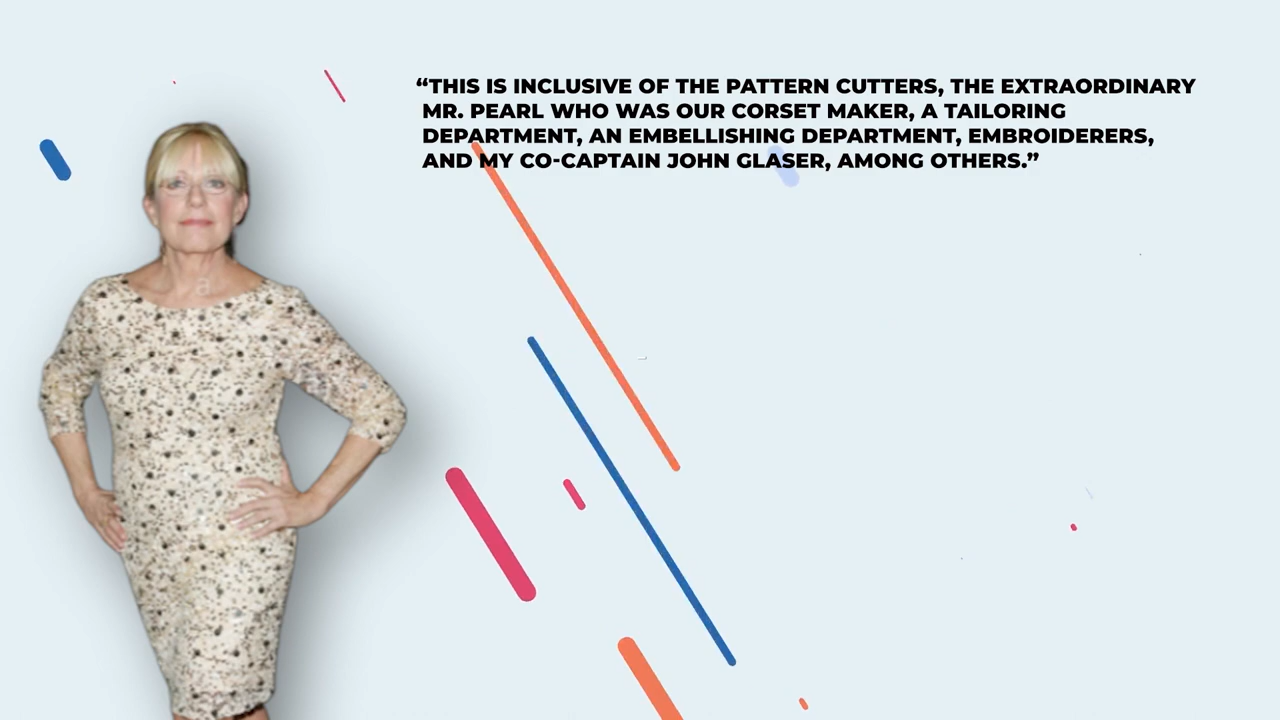 “THIS IS INCLUSIVE OF THE PATTERN CUTTERS, THE EXTRAORDINARY
MR. PEARL WHO WAS OUR CORSET MAKER, A TAILORING
DEPARTMENT, AN EMBELLISHING DEPARTMENT, EMBROIDERERS,
AND MY CO-CAPTAIN JOHN GLASER, AMONG OTHERS.”